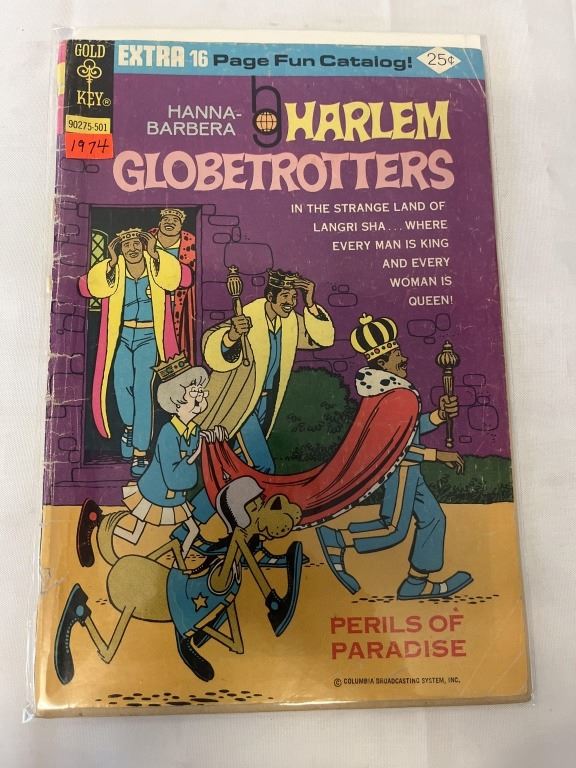 GOLD
KEY®
EXTRA 16 Page Fun Catalog!
25¢
90275-501
1974
HANNA-
BARBERA
HARLEM
GLOBETROTTERS
IN THE STRANGE LAND OF
LANGRI SHA...WHERE
EVERY MAN IS KING
AND EVERY
WOMAN IS
QUEEN!
PERILS OF
PARADISE
© COLUMBIA BROADCASTING SYSTEM, INC.